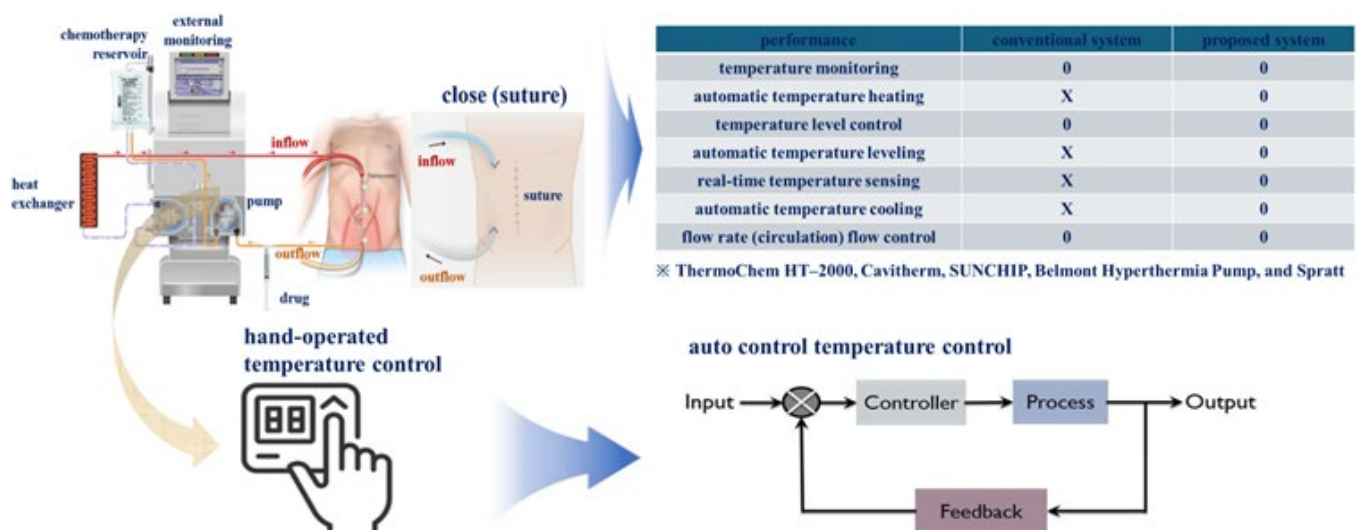 external
monitoring
chemotherapy
reservoir
close (suture)
inflow
inflow
heat
exchanger
pump
suture
outflow
outflow
drug
hand-operated
temperature control
performance conventional system proposed system
temperature monitoring 0 0
automatic temperature heating X 0
temperature level control 0 0
automatic temperature leveling X 0
real-time temperature sensing X 0
automatic temperature cooling X 0
flow rate (circulation) flow control 0 0
※ ThermoChem HT–2000, Cavitherm, SUNCHIP, Belmont Hyperthermia Pump, and Spratt
auto control temperature control
Input Controller Process Output
Feedback